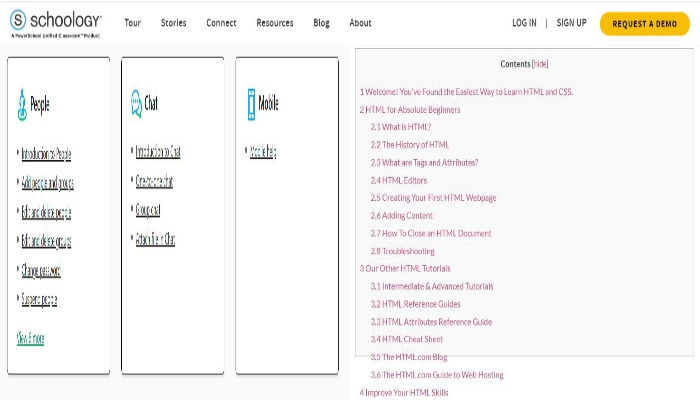 S schoology®
A PowerSchool Unified Classroom™ Product
Tour Stories Connect Resources Blog About
LOG IN | SIGN UP REQUEST A DEMO
People
Introduction to People
Add people and groups
Edit and delete people
Edit and delete groups
Change password
Suspend people
View 6 more
Chat
Introduction to Chat
One-to-one chat
Group chat
Attach file in Chat
Mobile
Mobile help
Contents [hide]
1 Welcome! You've Found the Easiest Way to Learn HTML and CSS.
2 HTML for Absolute Beginners
2.1 What is HTML?
2.2 The History of HTML
2.3 What are Tags and Attributes?
2.4 HTML Editors
2.5 Creating Your First HTML Webpage
2.6 Adding Content
2.7 How To Close an HTML Document
2.8 Troubleshooting
3 Our Other HTML Tutorials
3.1 Intermediate & Advanced Tutorials
3.2 HTML Reference Guides
3.3 HTML Attributes Reference Guide
3.4 HTML Cheat Sheet
3.5 The HTML.com Blog
3.6 The HTML.com Guide to Web Hosting
4 Improve Your HTML Skills